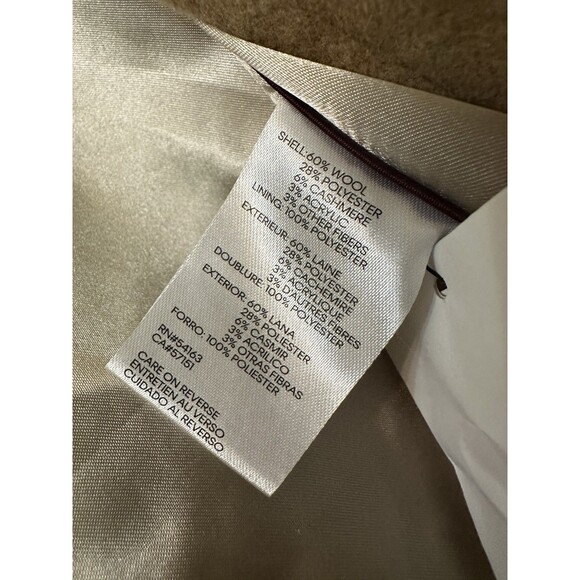 SHELL: 60% WOOL
28% POLYESTER
6% CASHMERE
3% ACRYLIC
3% OTHER FIBERS
LINING: 100% POLYESTER
EXTERIEUR: 60% LAINE
28% POLYESTER
6% CACHEMIRE
3% ACRYLIQUE
3% D'AUTRES FIBRES
DOUBLURE: 100% POLYESTER
EXTERIOR: 60% LANA
28% POLIESTER
6% CASMIR
3% ACRILICO
3% OTRAS FIBRAS
FORRO: 100% POLIESTER
RN#54163
CA#57151
CARE ON REVERSE
ENTRETIEN AU VERSO
CUIDADO AL REVERSO